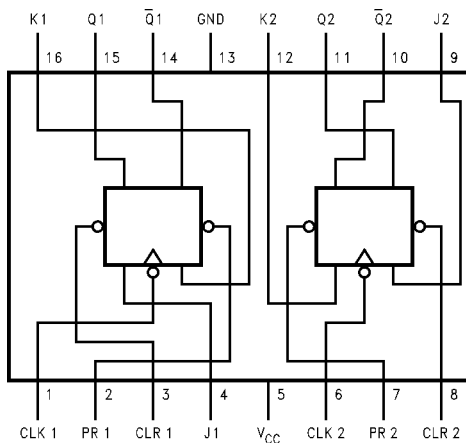 K1 Q1 Q̅1 GND K2 Q2 Q̅2 J2
16 15 14 13 12 11 10 9
1 2 3 4 5 6 7 8
CLK 1 PR 1 CLR 1 J1 VCC CLK 2 PR 2 CLR 2